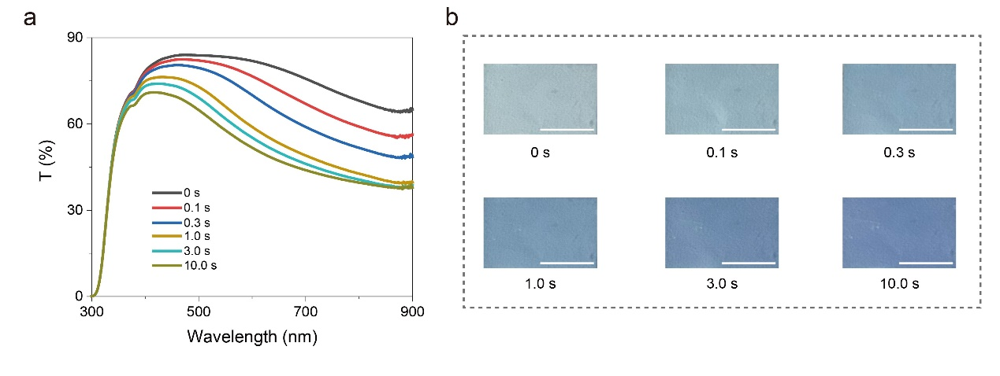 a
90
60
30
0
T (%)
0 s
0.1 s
0.3 s
1.0 s
3.0 s
10.0 s
300 500 700 900
Wavelength (nm)
b
0 s 0.1 s 0.3 s
1.0 s 3.0 s 10.0 s